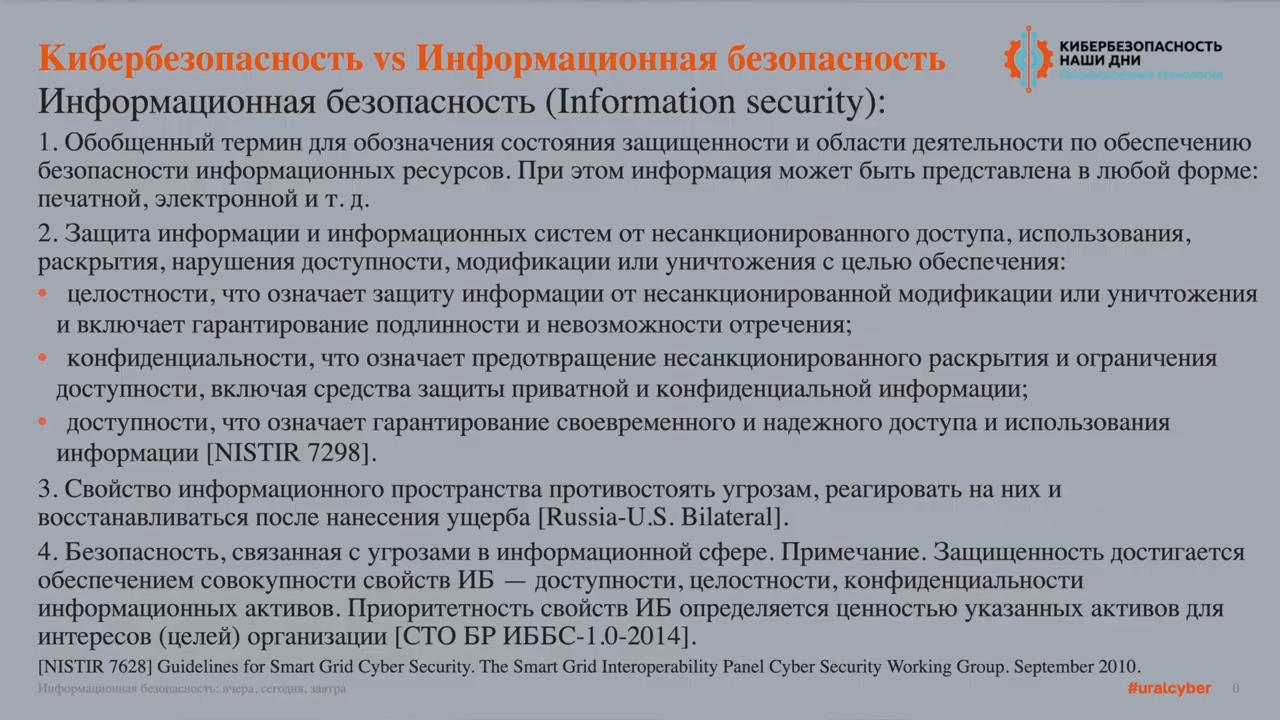 Кибербезопасность vs Информационная безопасность
КИБЕРБЕЗОПАСНОСТЬ
НАШИ ДНИ
Промышленные технологии
Информационная безопасность (Information security):
1. Обобщенный термин для обозначения состояния защищенности и области деятельности по обеспечению
безопасности информационных ресурсов. При этом информация может быть представлена в любой форме:
печатной, электронной и т. д.
2. Защита информации и информационных систем от несанкционированного доступа, использования,
раскрытия, нарушения доступности, модификации или уничтожения с целью обеспечения:
• целостности, что означает защиту информации от несанкционированной модификации или уничтожения
и включает гарантирование подлинности и невозможности отречения;
• конфиденциальности, что означает предотвращение несанкционированного раскрытия и ограничения
доступности, включая средства защиты приватной и конфиденциальной информации;
• доступности, что означает гарантирование своевременного и надежного доступа и использования
информации [NISTIR 7298].
3. Свойство информационного пространства противостоять угрозам, реагировать на них и
восстанавливаться после нанесения ущерба [Russia-U.S. Bilateral].
4. Безопасность, связанная с угрозами в информационной сфере. Примечание. Защищенность достигается
обеспечением совокупности свойств ИБ — доступности, целостности, конфиденциальности
информационных активов. Приоритетность свойств ИБ определяется ценностью указанных активов для
интересов (целей) организации [СТО БР ИББС-1.0-2014].
[NISTIR 7628] Guidelines for Smart Grid Cyber Security. The Smart Grid Interoperability Panel Cyber Security Working Group. September 2010.
Информационная безопасность: вчера, сегодня, завтра
#uralcyber 0